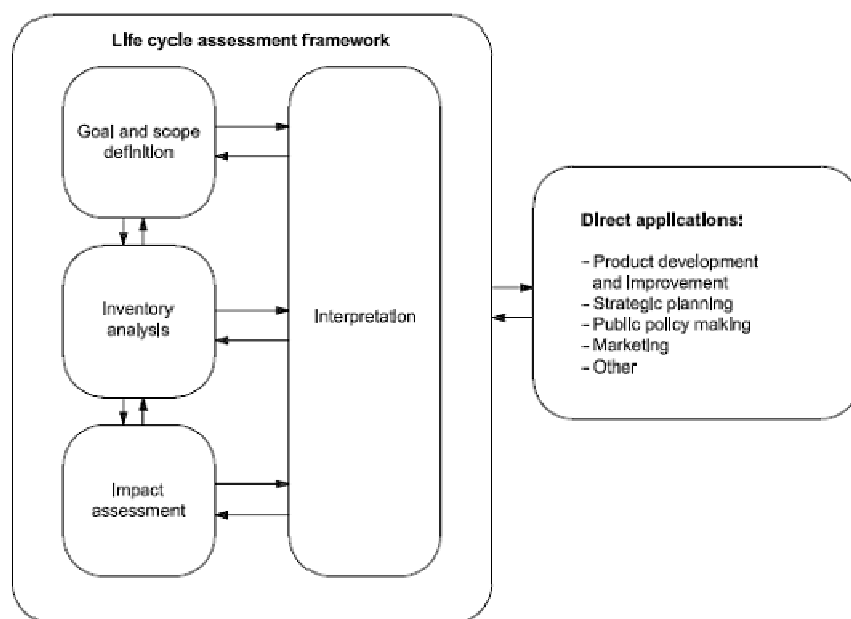 Life cycle assessment framework
Goal and scope
definition
Inventory
analysis
Impact
assessment
Interpretation
Direct applications:
– Product development
and improvement
– Strategic planning
– Public policy making
– Marketing
– Other